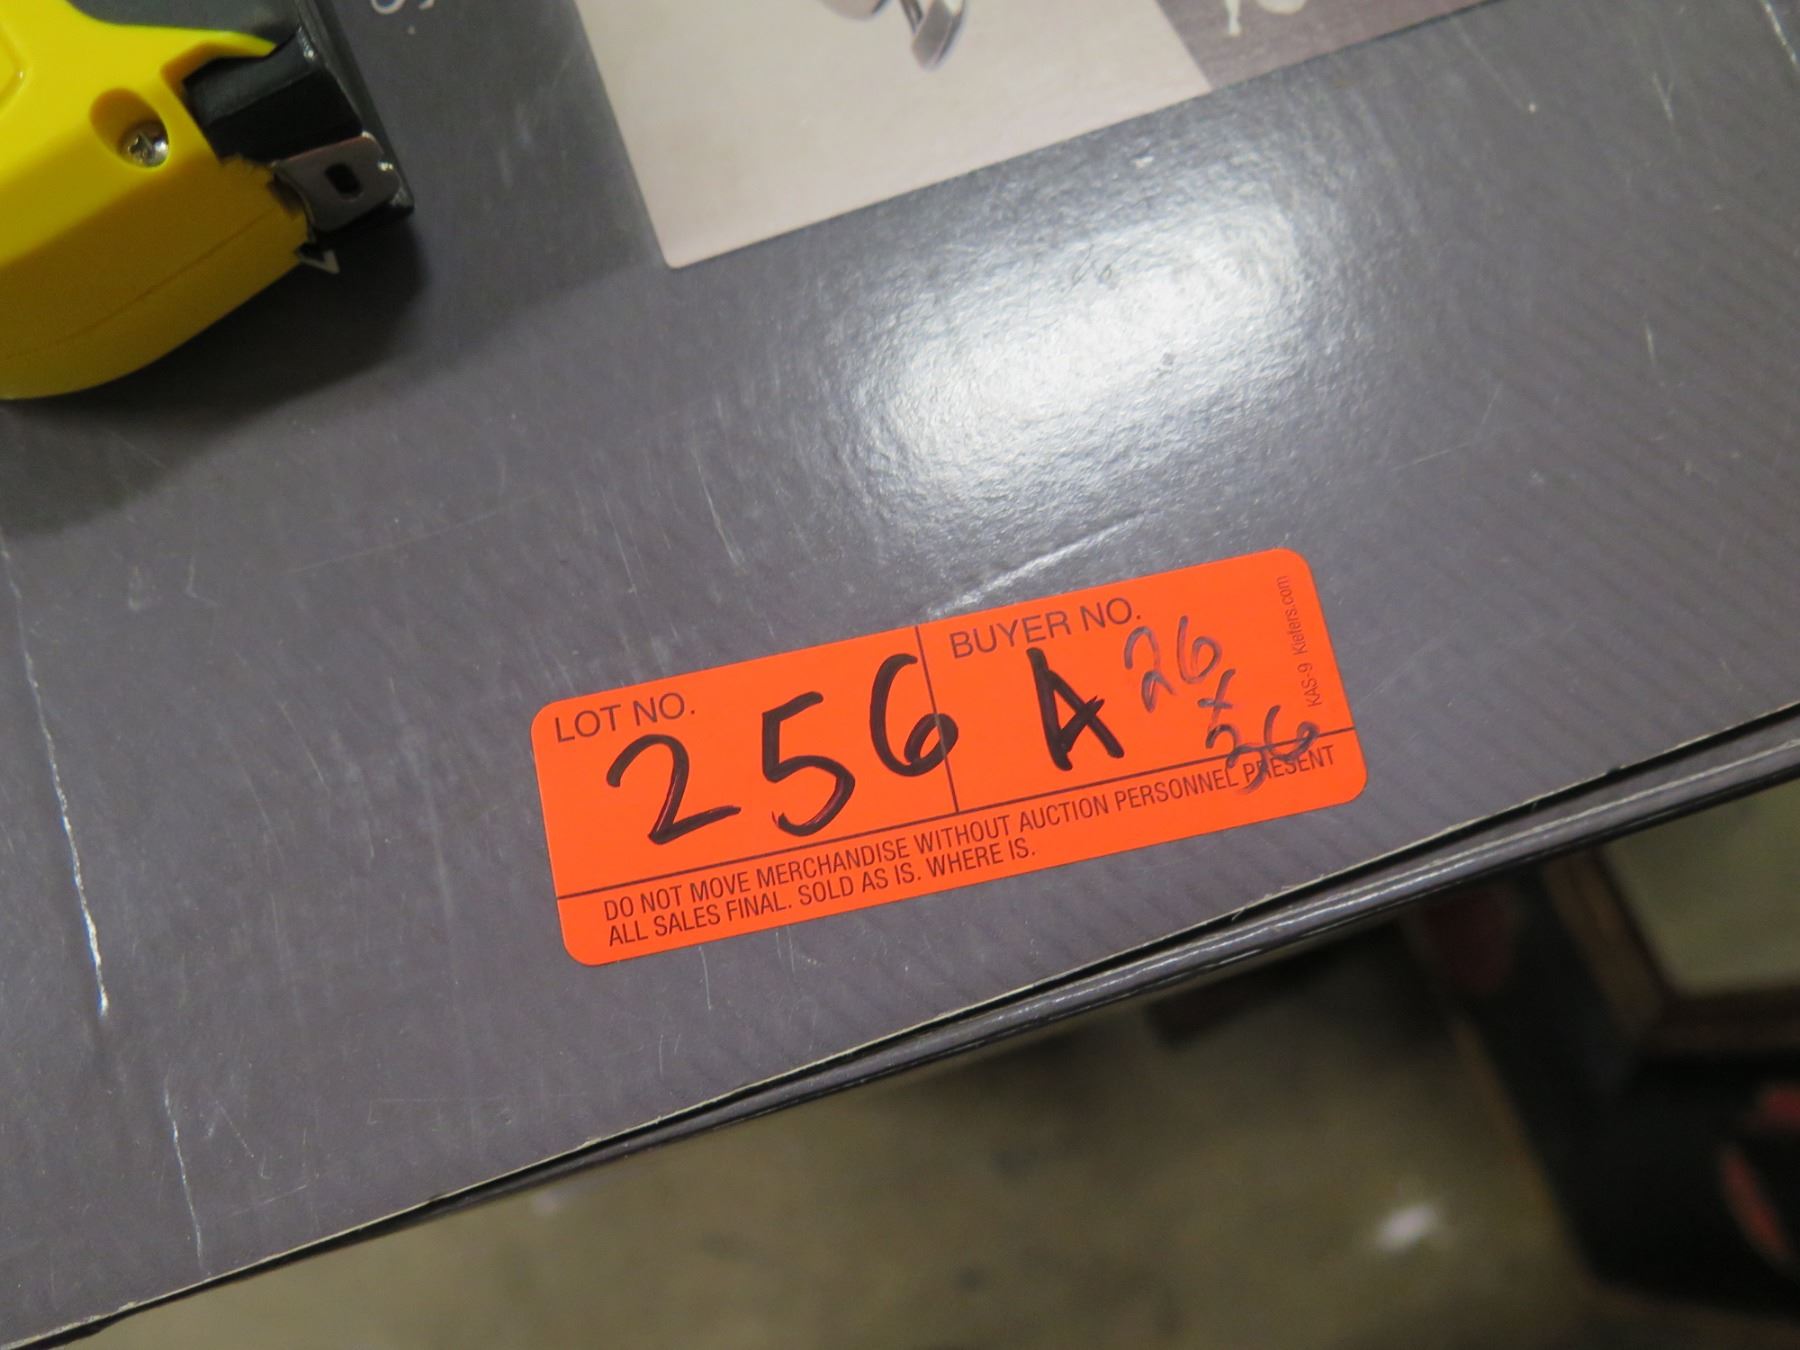 LOT NO.
BUYER NO.
256 A
26
x
36
DO NOT MOVE MERCHANDISE WITHOUT AUCTION PERSONNEL PRESENT
ALL SALES FINAL. SOLD AS IS. WHERE IS.
KAS-9 Kiefers.com